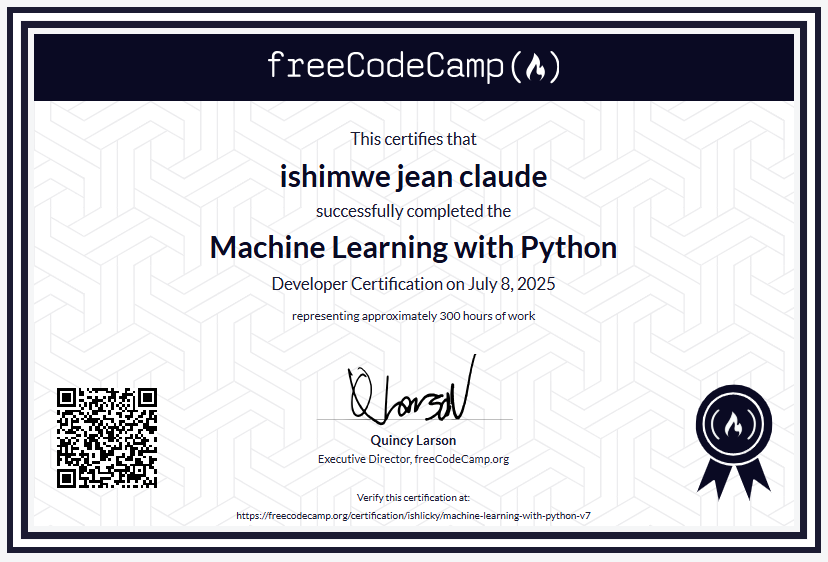 freeCodeCamp
This certifies that
ishimwe jean claude
successfully completed the
Machine Learning with Python
Developer Certification on July 8, 2025
representing approximately 300 hours of work
Quincy Larson
Executive Director, freeCodeCamp.org
Verify this certification at:
https://freecodecamp.org/certification/ishlicky/machine-learning-with-python-v7